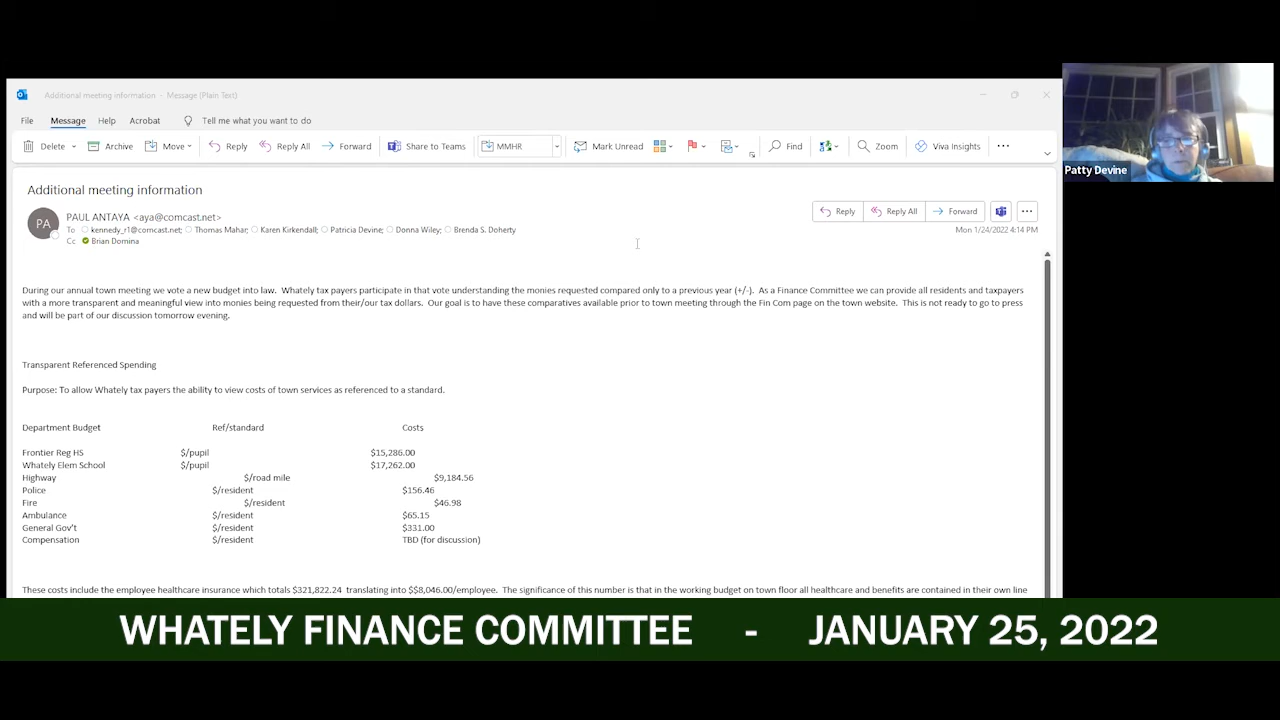 Additional meeting information - Message (Plain Text)
File Message Help Acrobat Tell me what you want to do
Delete Archive Move Reply Reply All Forward Share to Teams MMHR Mark Unread Find Zoom Viva Insights
Additional meeting information
PA
PAUL ANTAYA <aya@comcast.net>
To kennedy_r1@comcast.net; Thomas Mahar; Karen Kirkendall; Patricia Devine; Donna Wiley; Brenda S. Doherty
Cc Brian Domina
Reply Reply All Forward
Mon 1/24/2022 4:14 PM
During our annual town meeting we vote a new budget into law. Whately tax payers participate in that vote understanding the monies requested compared only to a previous year (+/-). As a Finance Committee we can provide all residents and taxpayers
with a more transparent and meaningful view into monies being requested from their/our tax dollars. Our goal is to have these comparatives available prior to town meeting through the Fin Com page on the town website. This is not ready to go to press
and will be part of our discussion tomorrow evening.
Transparent Referenced Spending
Purpose: To allow Whately tax payers the ability to view costs of town services as referenced to a standard.
Department Budget Ref/standard Costs
Frontier Reg HS $/pupil $15,286.00
Whately Elem School $/pupil $17,262.00
Highway $/road mile $9,184.56
Police $/resident $156.46
Fire $/resident $46.98
Ambulance $/resident $65.15
General Gov't $/resident $331.00
Compensation $/resident TBD (for discussion)
These costs include the employee healthcare insurance which totals $321,822.24 translating into $$8,046.00/employee. The significance of this number is that in the working budget on town floor all healthcare and benefits are contained in their own line
Patty Devine
WHATELY FINANCE COMMITTEE - JANUARY 25, 2022